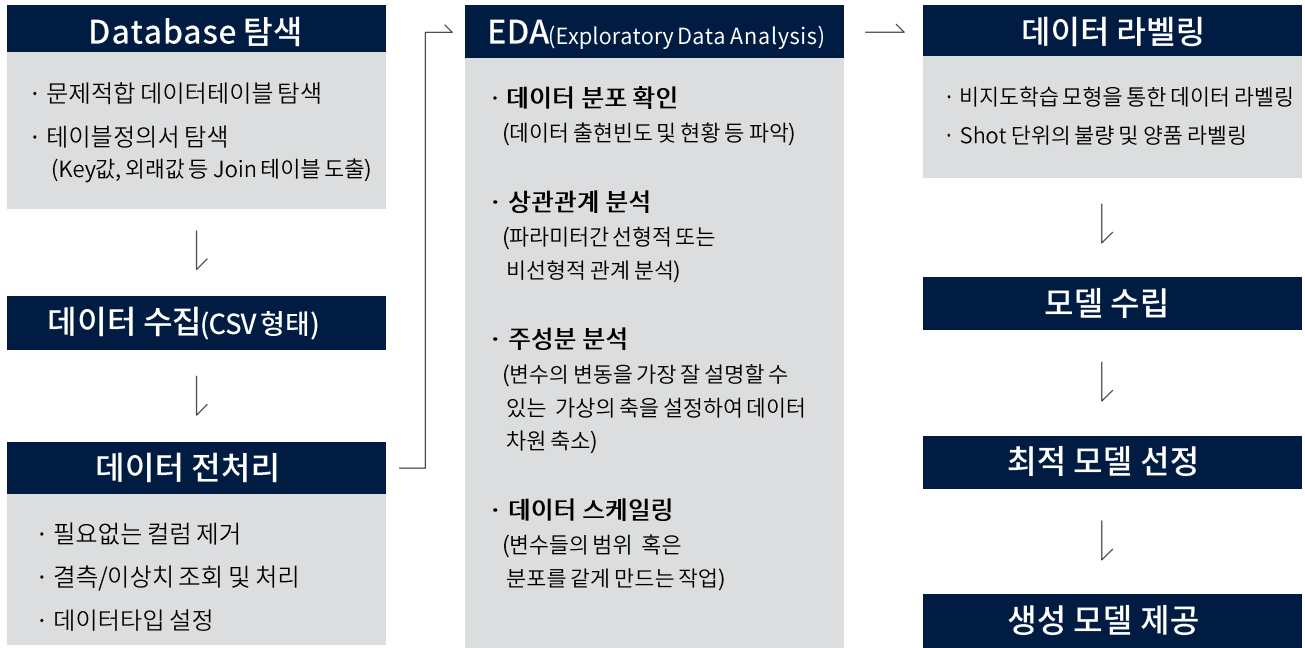 Database 탐색
· 문제적합 데이터테이블 탐색
· 테이블정의서 탐색
(Key값, 외래값 등 Join 테이블 도출)
데이터 수집(CSV 형태)
데이터 전처리
· 필요없는 컬럼 제거
· 결측/이상치 조회 및 처리
· 데이터타입 설정
EDA(Exploratory Data Analysis)
· 데이터 분포 확인
(데이터 출현빈도 및 현황 등 파악)
· 상관관계 분석
(파라미터간 선형적 또는
비선형적 관계 분석)
· 주성분 분석
(변수의 변동을 가장 잘 설명할 수
있는 가상의 축을 설정하여 데이터
차원 축소)
· 데이터 스케일링
(변수들의 범위 혹은
분포를 같게 만드는 작업)
데이터 라벨링
· 비지도학습 모형을 통한 데이터 라벨링
· Shot 단위의 불량 및 양품 라벨링
모델 수립
최적 모델 선정
생성 모델 제공